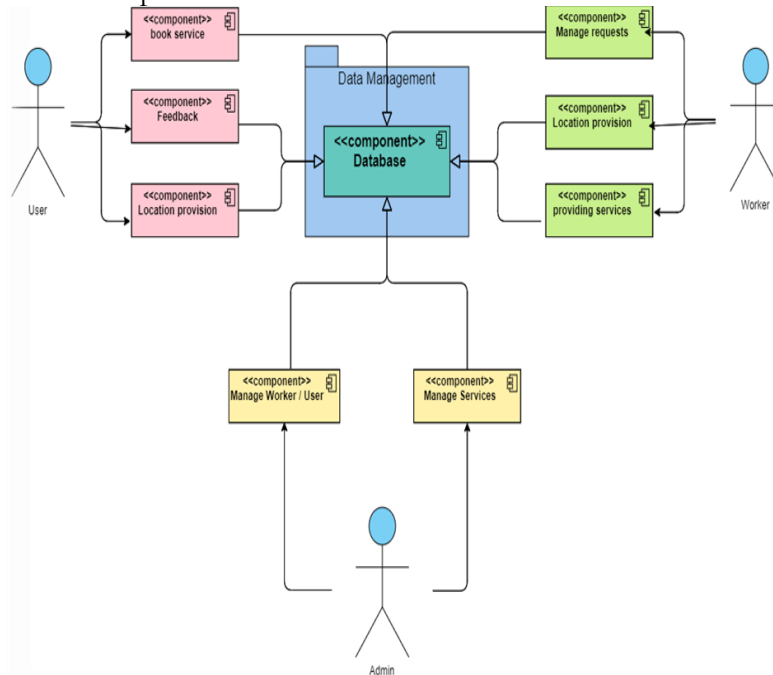 <<component>>
book service
<<component>>
Manage requests
Data Management
<<component>>
Feedback
<<component>>
Location provision
<<component>>
Database
<<component>>
Location provision
<<component>>
providing services
User
Worker
<<component>>
Manage Worker / User
<<component>>
Manage Services
Admin